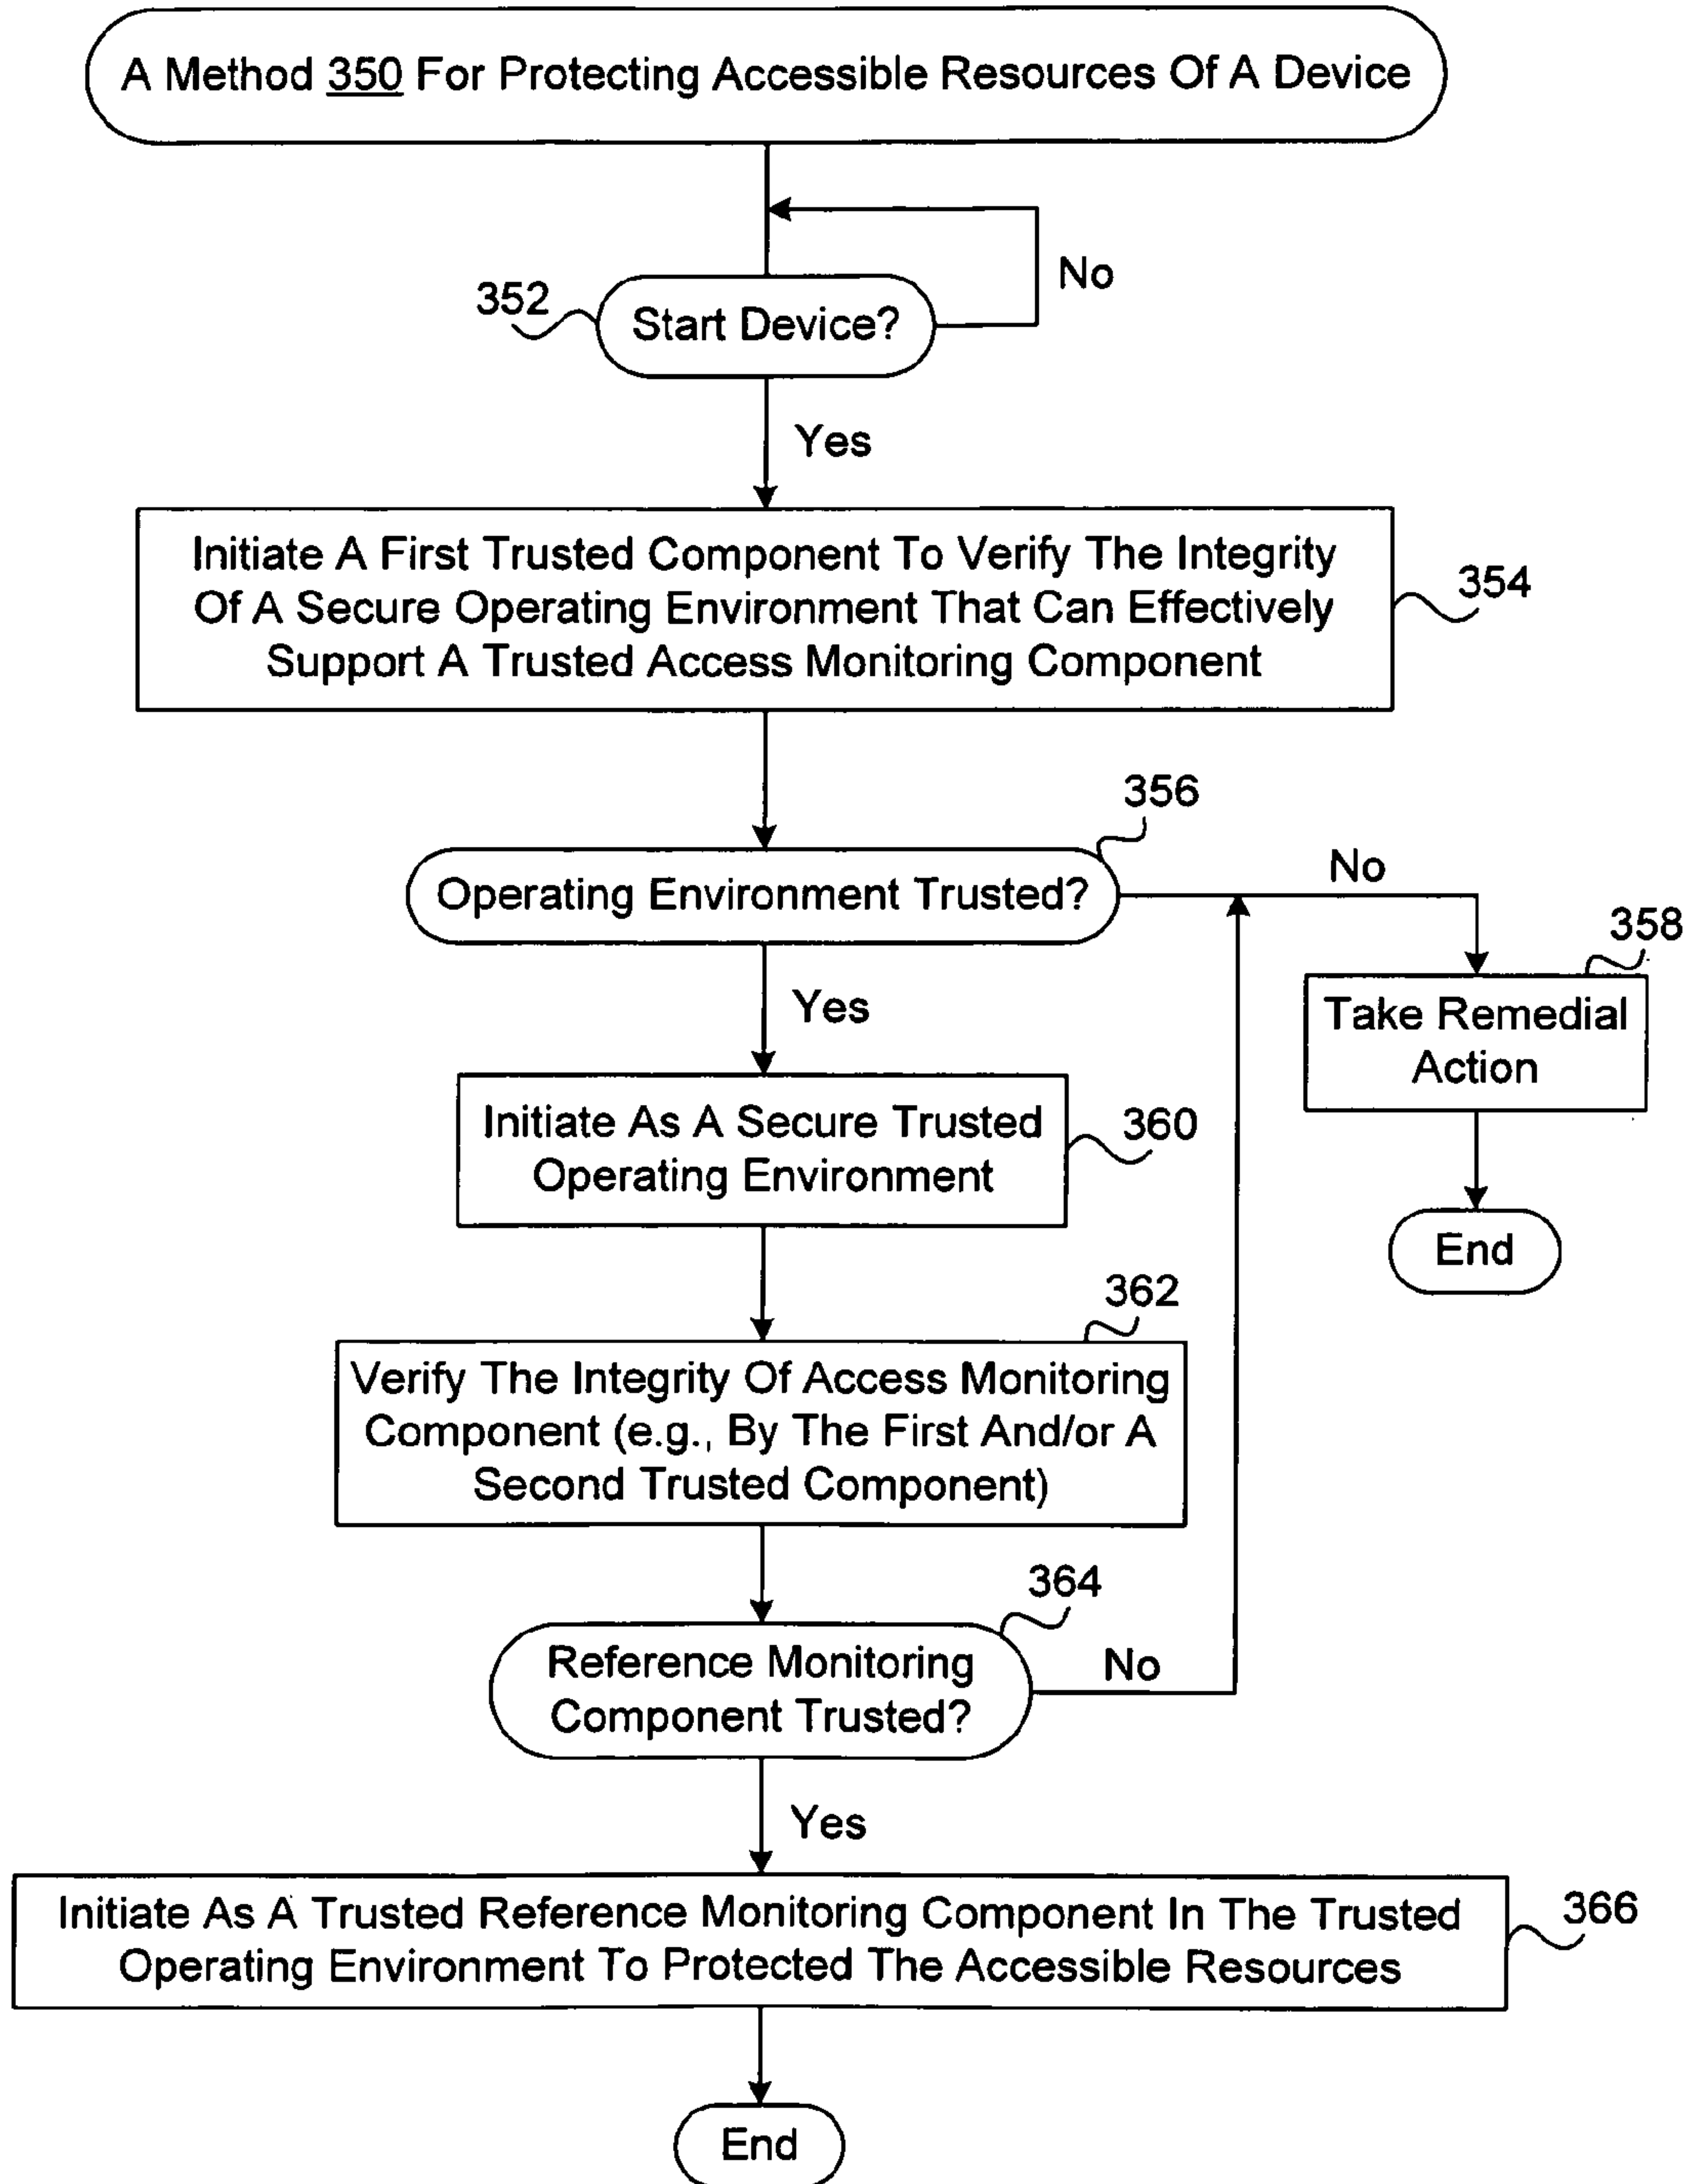 A Method 350 For Protecting Accessible Resources Of A Device
No
352
Start Device?
Yes
Initiate A First Trusted Component To Verify The Integrity
Of A Secure Operating Environment That Can Effectively
Support A Trusted Access Monitoring Component
354
356
Operating Environment Trusted?
No
358
Take Remedial
Action
End
Yes
Initiate As A Secure Trusted
Operating Environment
360
362
Verify The Integrity Of Access Monitoring
Component (e.g., By The First And/or A
Second Trusted Component)
364
Reference Monitoring
Component Trusted?
No
Yes
Initiate As A Trusted Reference Monitoring Component In The Trusted
Operating Environment To Protected The Accessible Resources
366
End